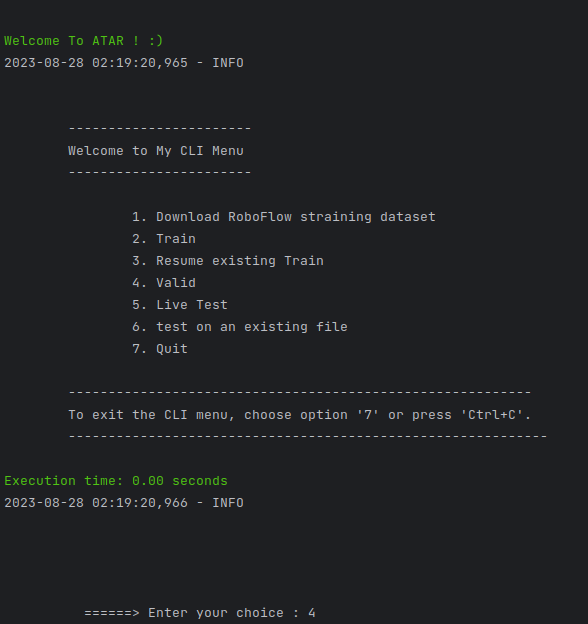 Welcome To ATAR ! :)
2023-08-28 02:19:20,965 - INFO
-----------------------
Welcome to My CLI Menu
-----------------------
1. Download RoboFlow straining dataset
2. Train
3. Resume existing Train
4. Valid
5. Live Test
6. test on an existing file
7. Quit
----------------------------------------------------------
To exit the CLI menu, choose option '7' or press 'Ctrl+C'.
------------------------------------------------------------
Execution time: 0.00 seconds
2023-08-28 02:19:20,966 - INFO
======> Enter your choice : 4